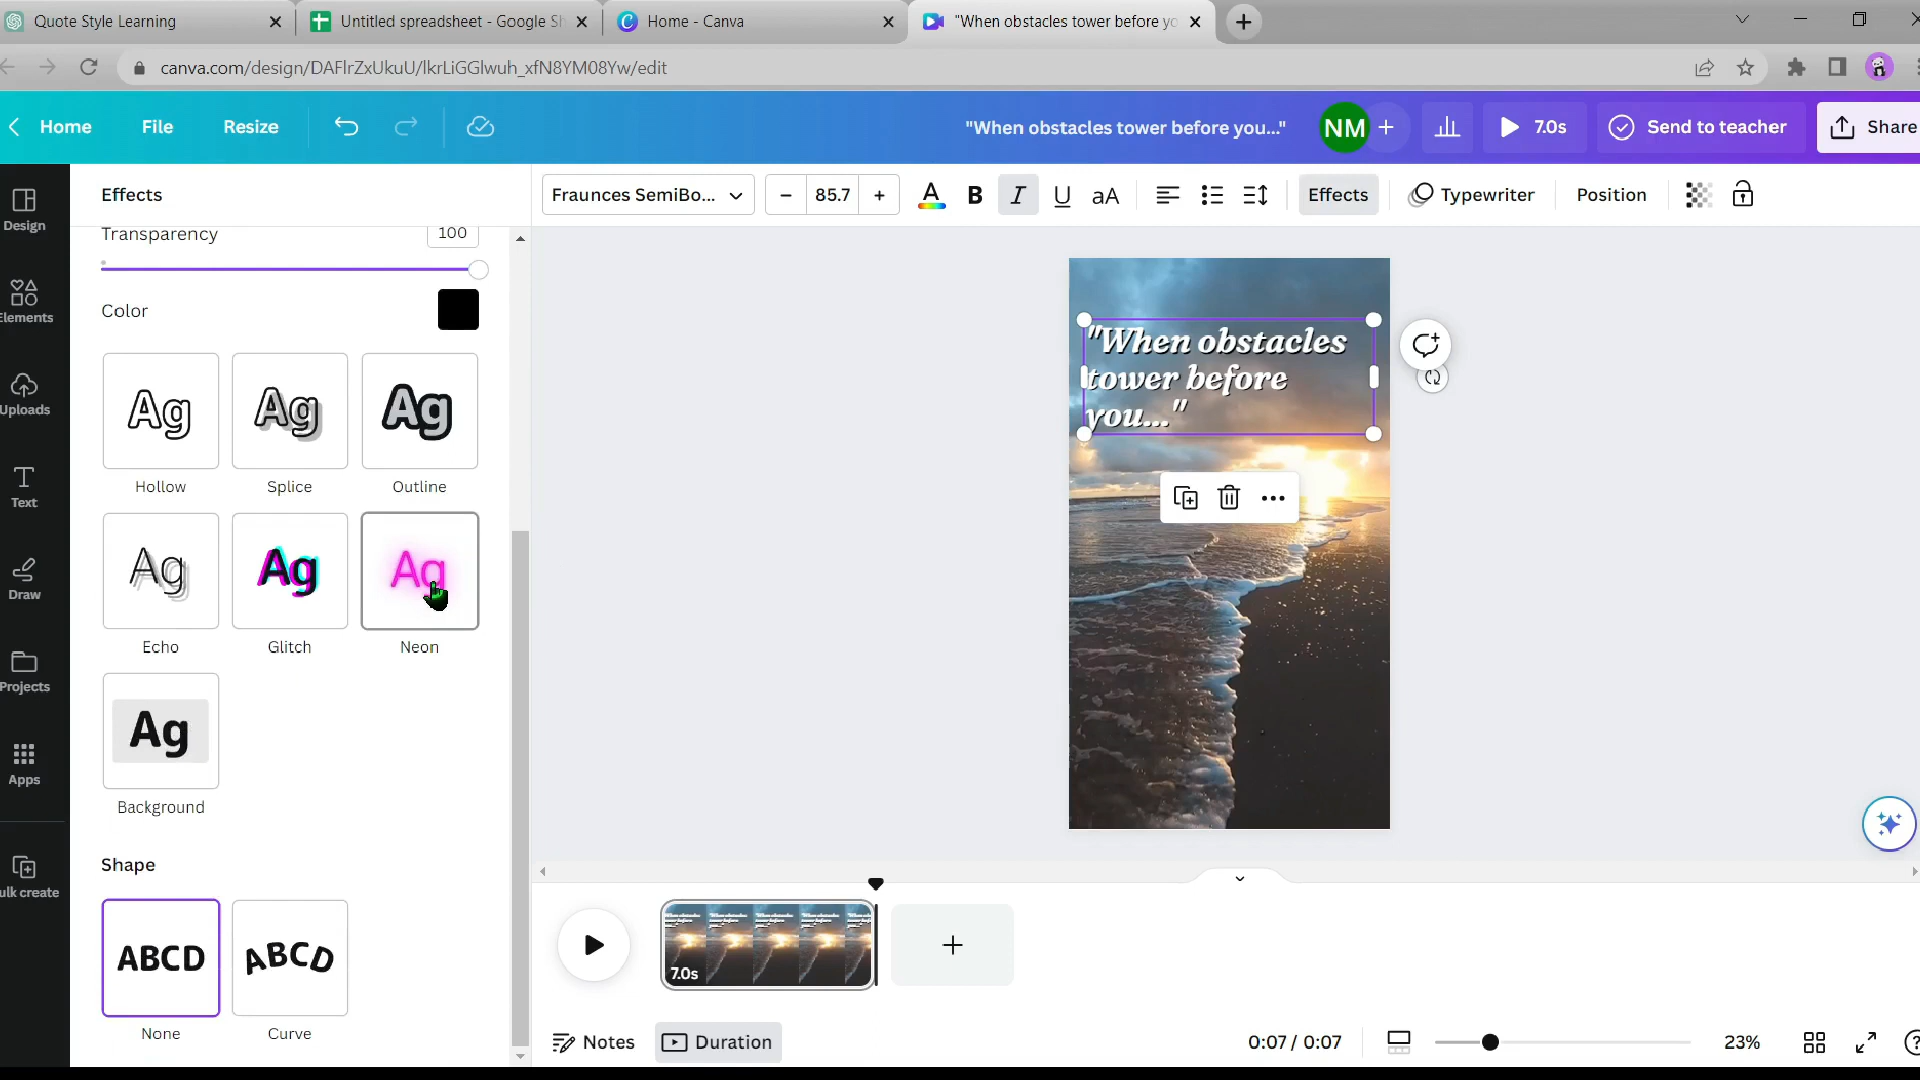 Quote Style Learning
Untitled spreadsheet - Google Sh
Home - Canva
"When obstacles tower before yo
canva.com/design/DAFlrZxUkuU/lkrLiGGlwuh_xfN8YM08Yw/edit
Home
File
Resize
"When obstacles tower before you..."
NM
7.0s
Send to teacher
Share
Design
Elements
Uploads
Text
Draw
Projects
Apps
ulk create
Effects
Fraunces SemiBo...
85.7
A
B
I
U
aA
Effects
Typewriter
Position
Transparency
100
Color
Ag
Ag
Ag
Hollow
Splice
Outline
Ag
Ag
Ag
Echo
Glitch
Neon
Ag
Background
Shape
ABCD
ABCD
None
Curve
"When obstacles
tower before
you..."
7.0s
Notes
Duration
0:07 / 0:07
23%